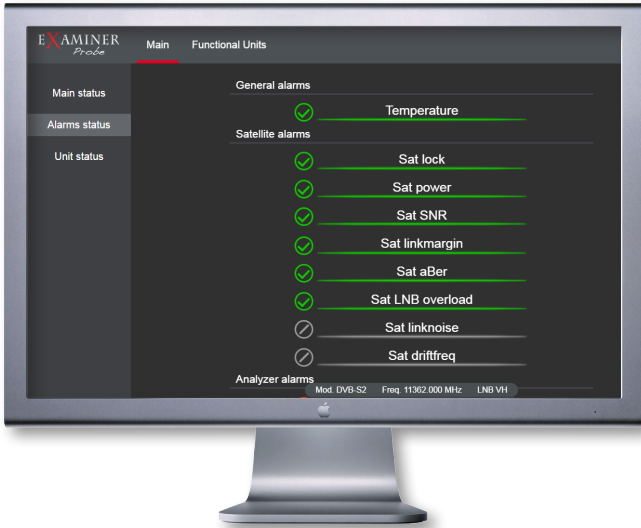 EXAMINER
Probe
Main
Functional Units
Main status
Alarms status
Unit status
General alarms
Temperature
Satellite alarms
Sat lock
Sat power
Sat SNR
Sat linkmargin
Sat aBer
Sat LNB overload
Sat linknoise
Sat driftfreq
Analyzer alarms
Mod. DVB-S2 Freq. 11362.000 MHz LNB VH